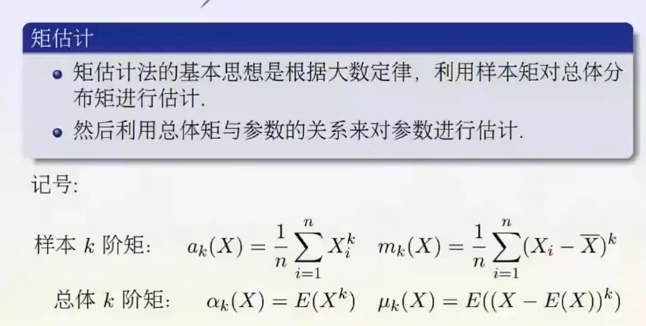 矩估计
• 矩估计法的基本思想是根据大数定律，利用样本矩对总体分
布矩进行估计.
• 然后利用总体矩与参数的关系来对参数进行估计.
记号:
样本 k 阶矩: a_k(X) = \frac{1}{n} \sum_{i=1}^{n} X_i^k  m_k(X) = \frac{1}{n} \sum_{i=1}^{n} (X_i - \overline{X})^k
总体 k 阶矩: α_k(X) = E(X^k)  μ_k(X) = E((X − E(X))^k)